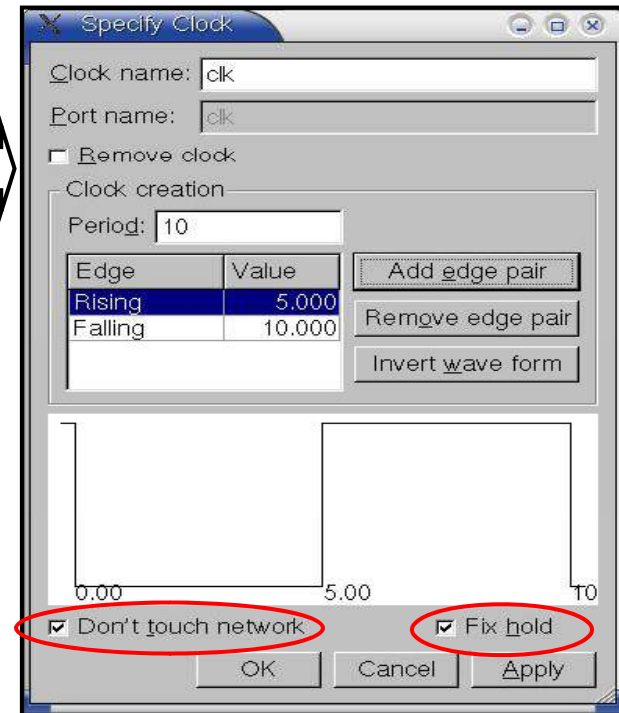 Specify Clock
Clock name: clk
Port name: clk
Remove clock
Clock creation
Period: 10
Edge Value
Rising 5.000
Falling 10.000
Add edge pair
Remove edge pair
Invert wave form
0.00 5.00 10
Don't touch network Fix hold
OK Cancel Apply